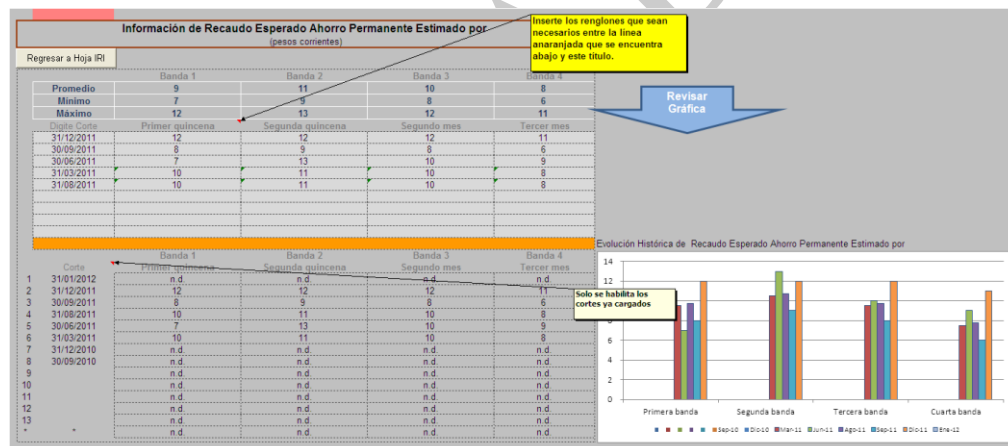 Información de Recaudo Esperado Ahorro Permanente Estimado por
(pesos corrientes)
Inserte los renglones que sean
necesarios entre la línea
anaranjada que se encuentra
abajo y este titulo.
Regresar a Hoja IRI
Banda 1 Banda 2 Banda 3 Banda 4
Promedio 9 11 10 8
Mínimo 7 9 8 6
Máximo 12 13 12 11
Revisar
Gráfica
Digite Corte Primer quincena Segunda quincena Segundo mes Tercer mes
31/12/2011 12 12 12 11
30/09/2011 8 9 8 6
30/06/2011 7 13 10 9
31/03/2011 10 11 10 8
31/08/2011 10 11 10 8
Banda 1 Banda 2 Banda 3 Banda 4
Corte Primer quincena Segunda quincena Segundo mes Tercer mes
1 31/01/2012 n.d. n.d. n.d. n.d.
2 31/12/2011 12 12 12 11
3 30/09/2011 8 9 8 6
4 31/08/2011 10 11 10 8
5 30/06/2011 7 13 10 9
6 31/03/2011 10 11 10 8
7 31/12/2010 n.d. n.d. n.d. n.d.
8 30/09/2010 n.d. n.d. n.d. n.d.
9 n.d. n.d. n.d. n.d.
10 n.d. n.d. n.d. n.d.
11 n.d. n.d. n.d. n.d.
12 n.d. n.d. n.d. n.d.
13 n.d. n.d. n.d. n.d.
* * n.d. n.d. n.d. n.d.
Solo se habilita los
cortes ya cargados
Evolución Histórica de Recaudo Esperado Ahorro Permanente Estimado por
14
12
8
6
4
2
0
Primera banda Segunda banda Tercera banda Cuarta banda
Sep-10 Dic-10 Mar-11 Jun-11 Ago-11 Sep-11 Dic-11 Ene-12